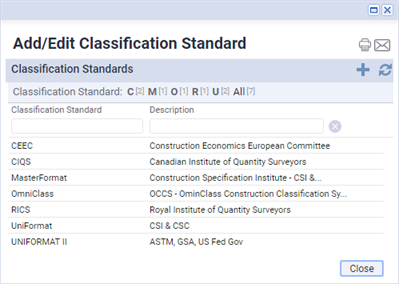 Add/Edit Classification Standard
Classification Standards
Classification Standard: C [2] M [1] O [1] R [1] U [2] All [7]
Classification Standard Description
CEEC Construction Economics European Committee
CIQS Canadian Institute of Quantity Surveyors
MasterFormat Construction Specification Institute - CSI &...
OmniClass OCCS - OminClass Construction Classification Sy...
RICS Royal Institute of Quantity Surveyors
UniFormat CSI & CSC
UNIFORMAT II ASTM, GSA, US Fed Gov
Close